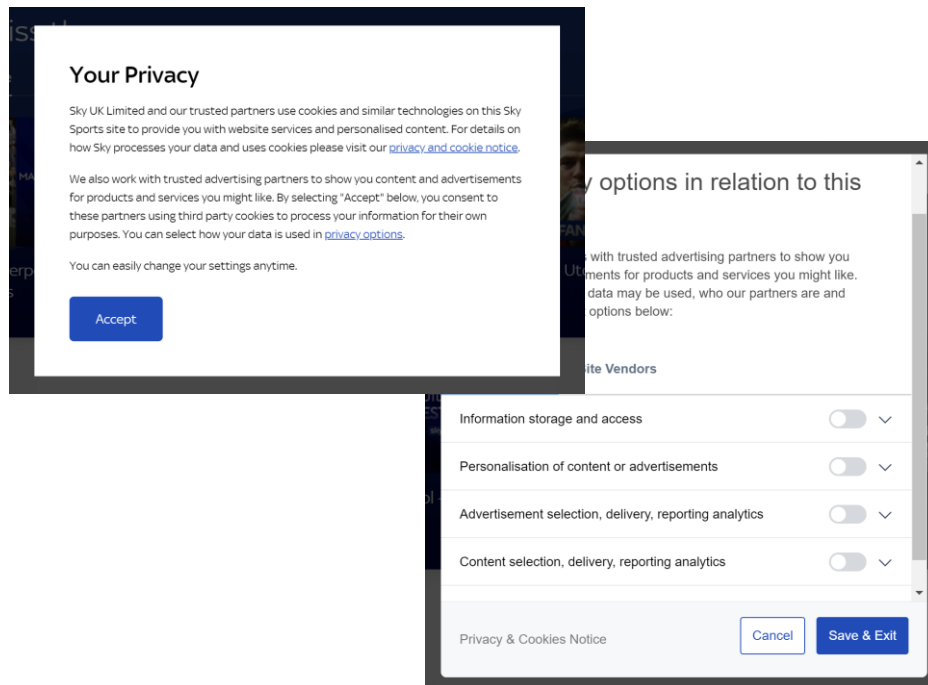 iss
Your Privacy
Sky UK Limited and our trusted partners use cookies and similar technologies on this Sky
Sports site to provide you with website services and personalised content. For details on
how Sky processes your data and uses cookies please visit our privacy and cookie notice.
We also work with trusted advertising partners to show you content and advertisements
for products and services you might like. By selecting "Accept" below, you consent to
these partners using third party cookies to process your information for their own
purposes. You can select how your data is used in privacy options.
You can easily change your settings anytime.
Accept
MA
erp
s
FAN
Ut
y options in relation to this
with trusted advertising partners to show you
ments for products and services you might like.
data may be used, who our partners are and
options below:
ite Vendors
Information storage and access
Personalisation of content or advertisements
Advertisement selection, delivery, reporting analytics
Content selection, delivery, reporting analytics
Privacy & Cookies Notice
Cancel
Save & Exit